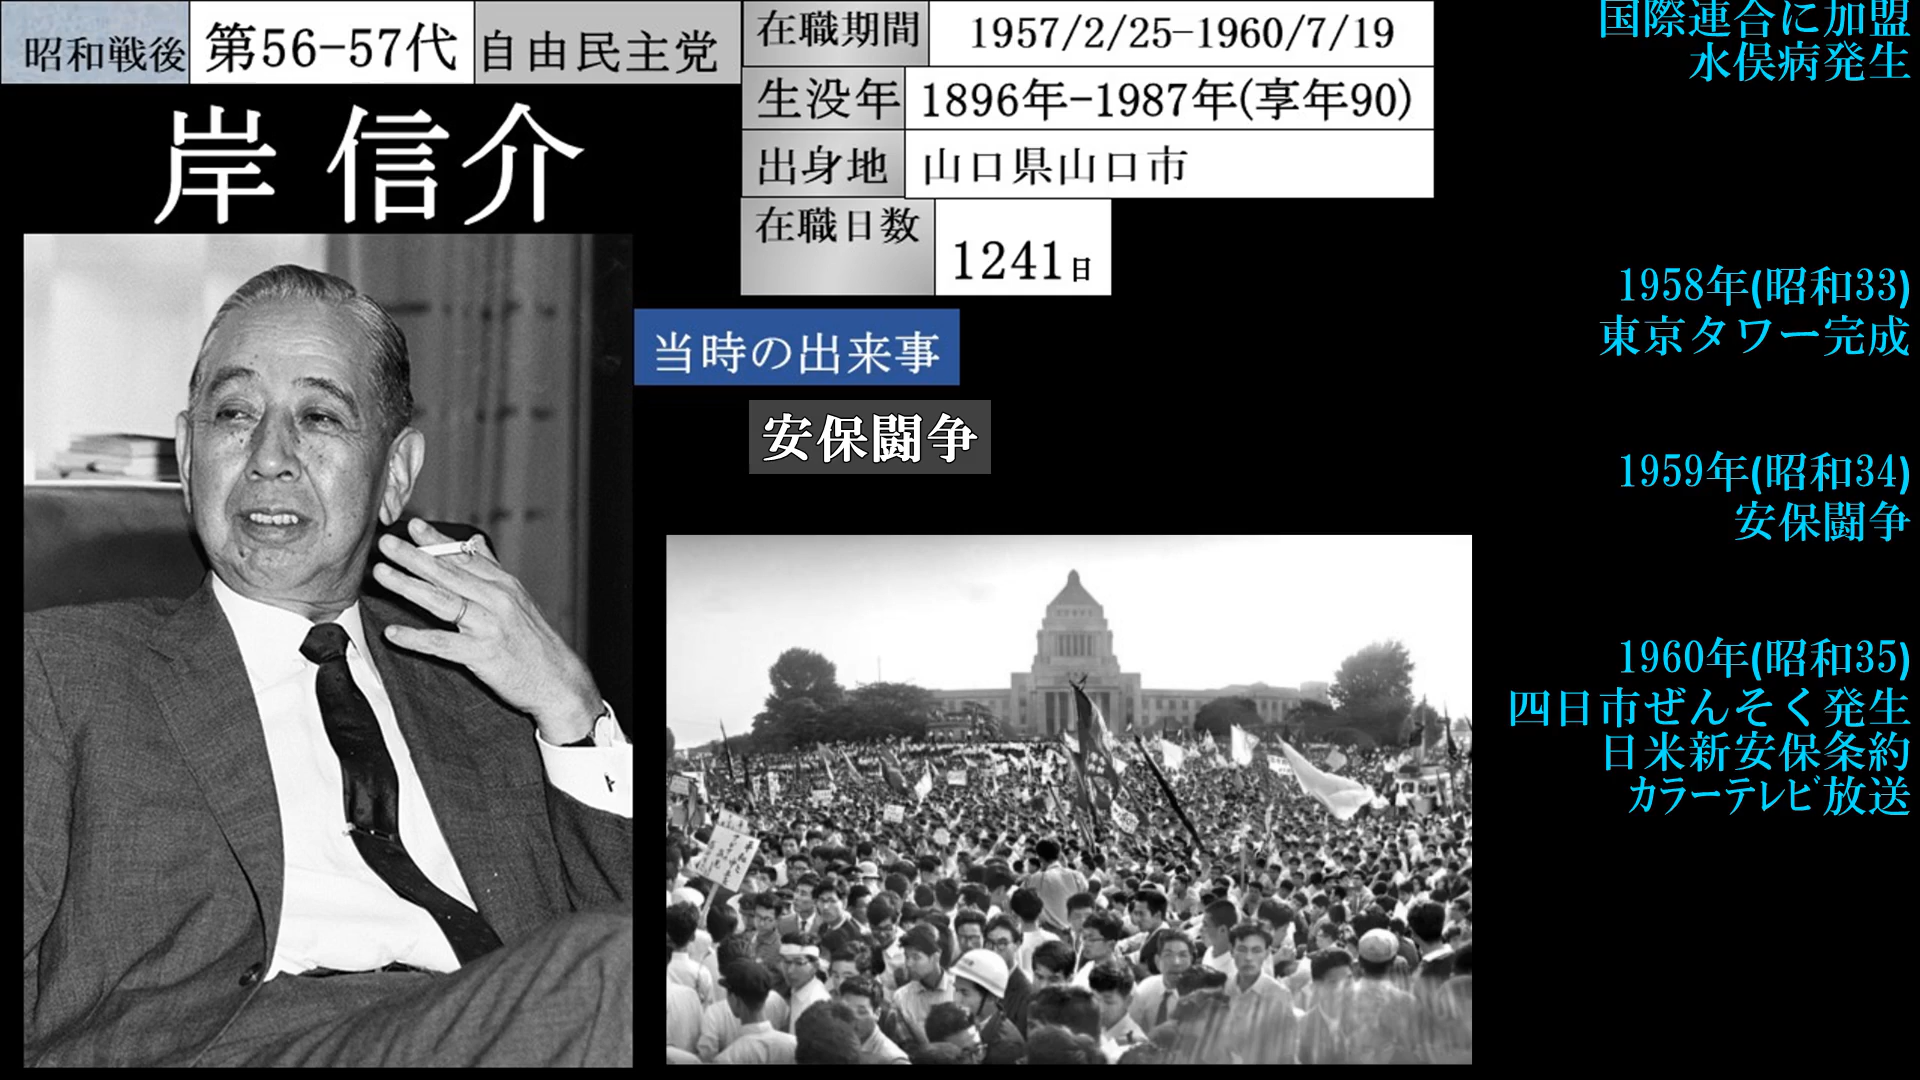 昭和戦後
第56-57代
自由民主党
岸 信介
在職期間
1957/2/25-1960/7/19
生没年
1896年-1987年(享年90)
出身地
山口県山口市
在職日数
1241日
当時の出来事
安保闘争
国際連合に加盟
水俣病発生
1958年(昭和33)
東京タワー完成
1959年(昭和34)
安保闘争
1960年(昭和35)
四日市ぜんそく発生
日米新安保条約
カラーテレビ放送